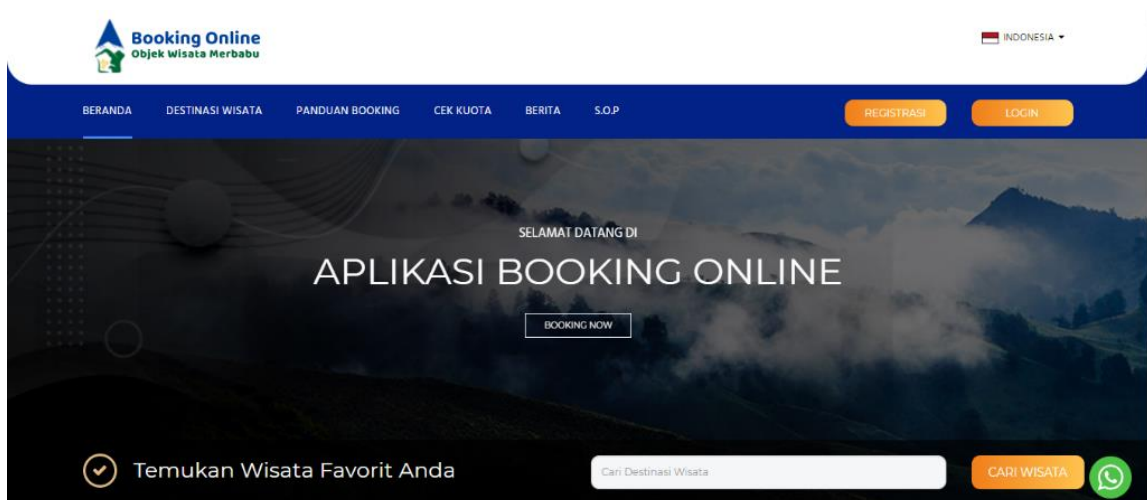 Booking Online
Objek Wisata Merbabu
INDONESIA
BERANDA DESTINASI WISATA PANDUAN BOOKING CEK KUOTA BERITA S.O.P REGISTRASI LOGIN
SELAMAT DATANG DI
APLIKASI BOOKING ONLINE
BOOKING NOW
Temukan Wisata Favorit Anda Cari Destinasi Wisata CARI WISATA